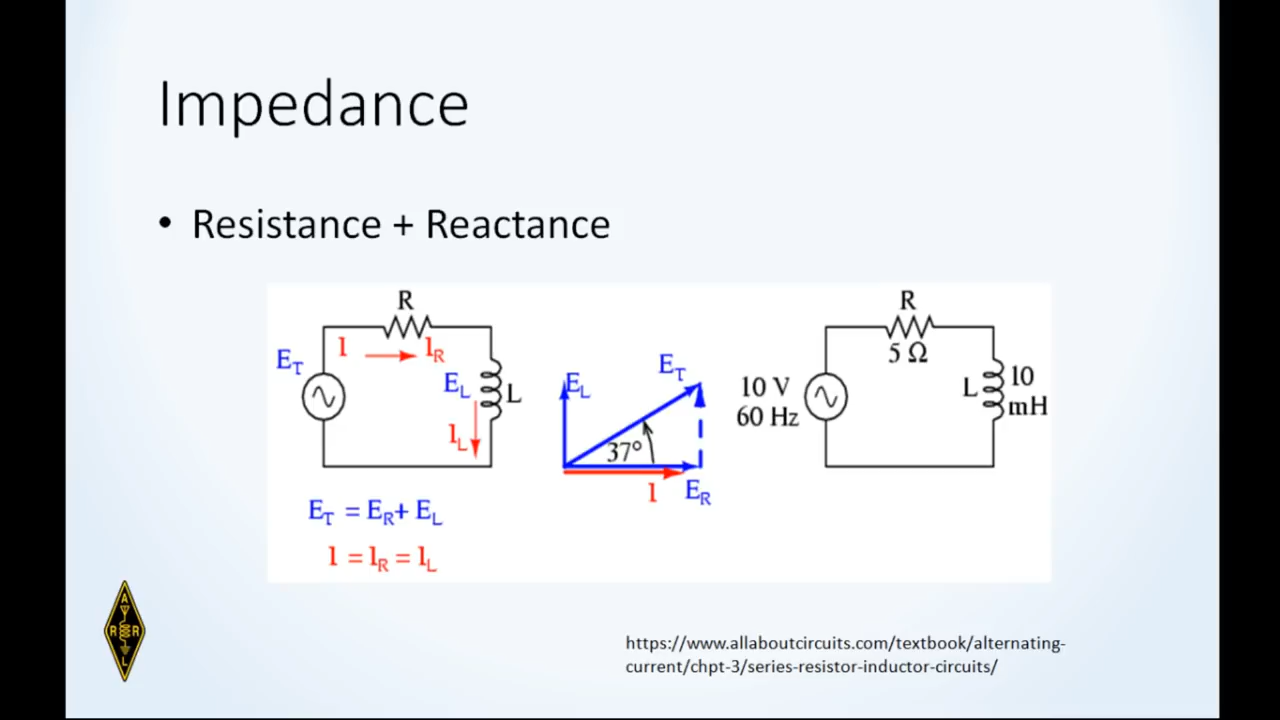 Impedance
• Resistance + Reactance
R
I
I_R
E_T
E_L
L
I_L
E_T = E_R + E_L
I = I_R = I_L
E_L
E_T
37°
I
E_R
R
5 Ω
10 V
60 Hz
L
10
mH
A
R R
L
https://www.allaboutcircuits.com/textbook/alternating-
current/chpt-3/series-resistor-inductor-circuits/